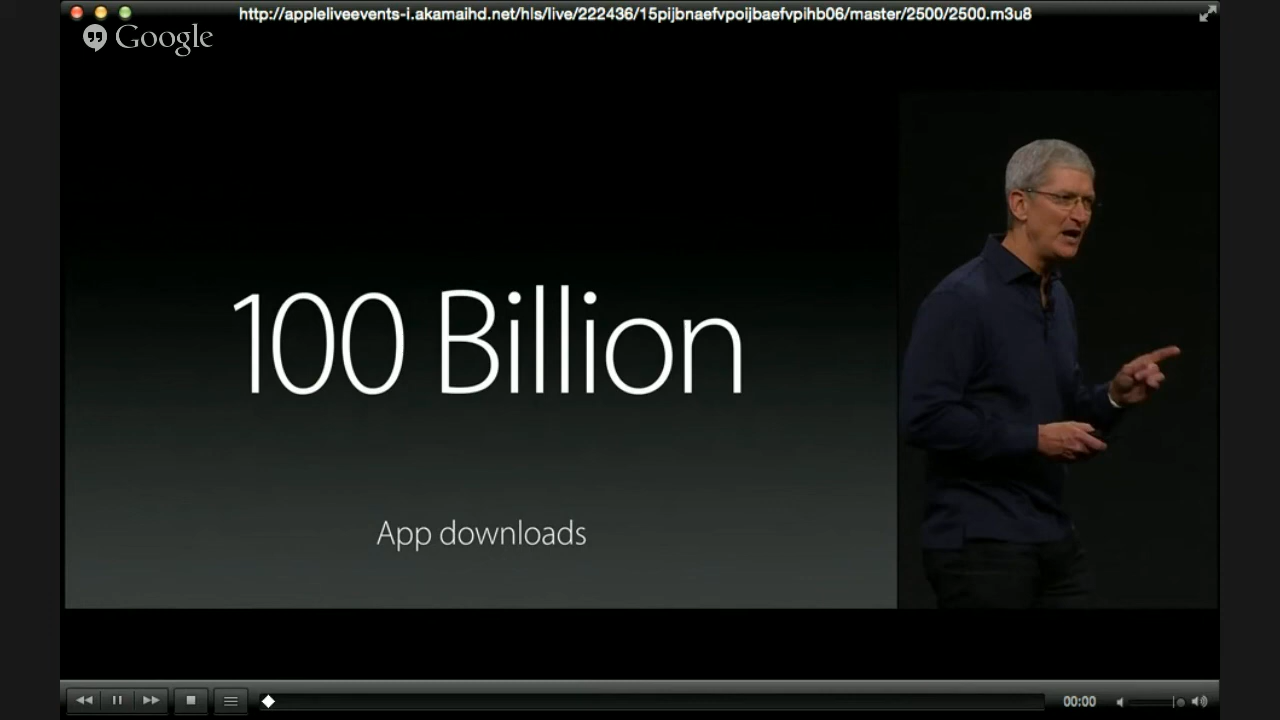 http://appleliveevents-i.akamaihd.net/hls/live/222436/15pijbnaefvpoijbaefvpihb06/master/2500/2500.m3u8
Google
100 Billion
App downloads
00:00